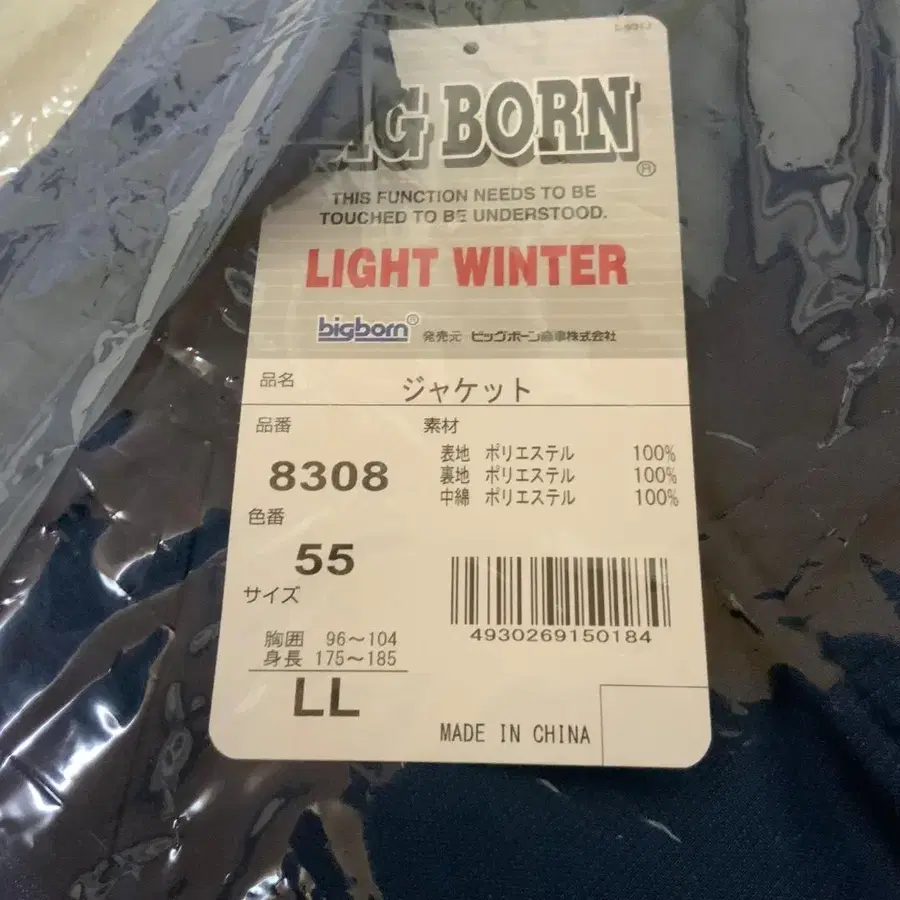 BIG BORN®
THIS FUNCTION NEEDS TO BE
TOUCHED TO BE UNDERSTOOD.
LIGHT WINTER
bigborn® 発売元 ビッグボーン商事株式会社
品名 ジャケット
品番 素材
表地 ポリエステル 100%
8308 裏地 ポリエステル 100%
中綿 ポリエステル 100%
色番
55
サイズ
胸囲 96～104
身長 175～185
LL
4930269150184
MADE IN CHINA